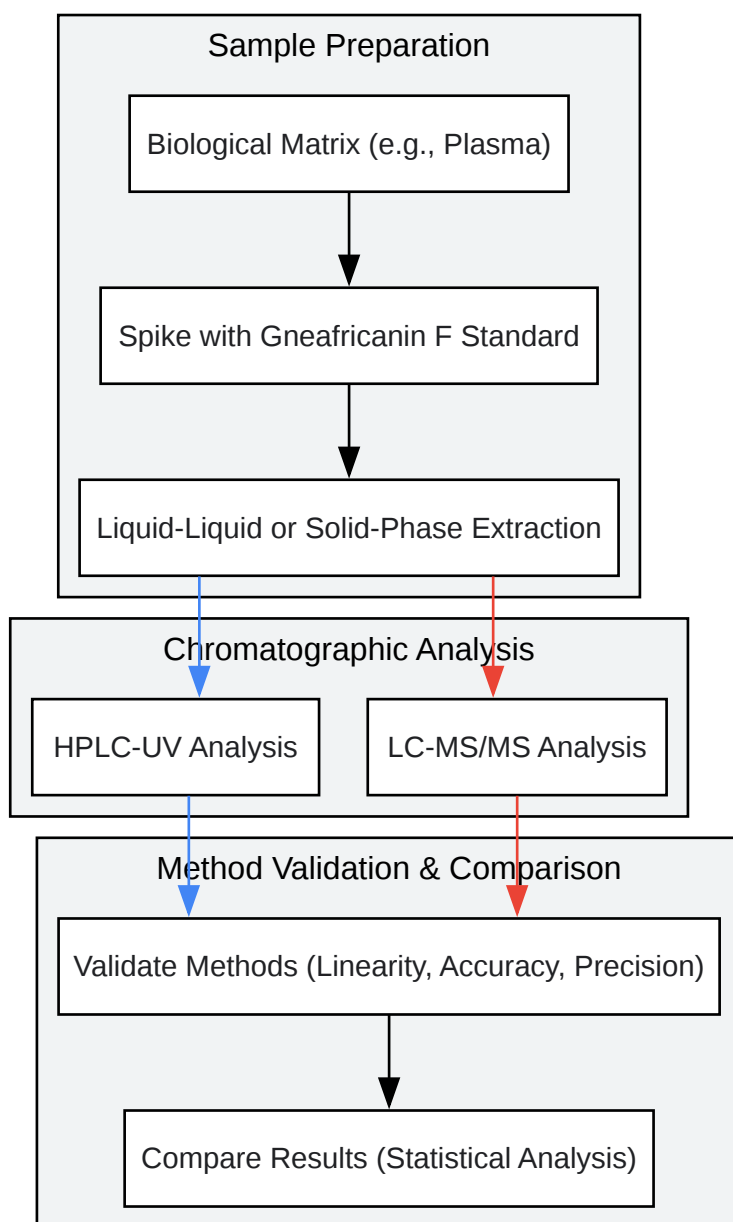 Sample Preparation
Biological Matrix (e.g., Plasma)
Spike with Gneafricanin F Standard
Liquid-Liquid or Solid-Phase Extraction
Chromatographic Analysis
HPLC-UV Analysis
LC-MS/MS Analysis
Method Validation & Comparison
Validate Methods (Linearity, Accuracy, Precision)
Compare Results (Statistical Analysis)